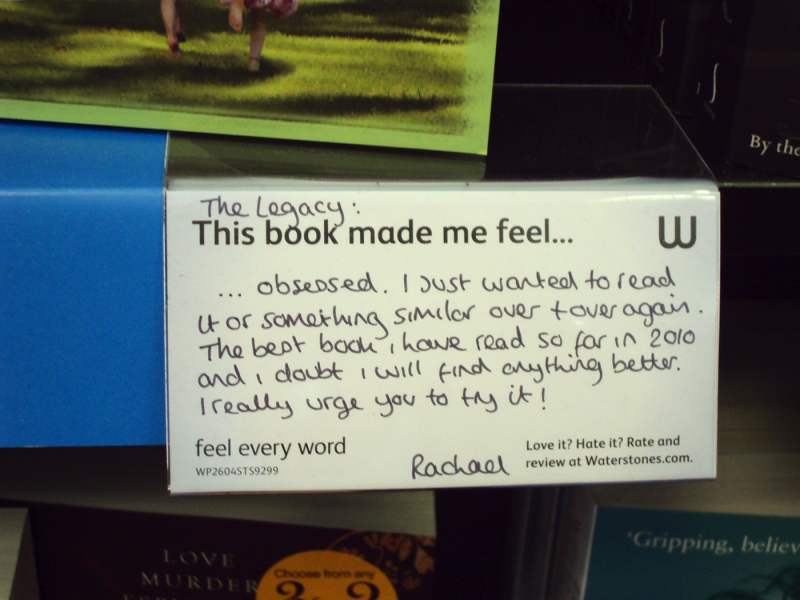 By the
The Legacy:
This book made me feel...
W
... obsessed. I Just wanted to read
it or something similar over + over again.
The best book i have read so far in 2010
and i doubt i will find anything better.
I really urge you to try it!
feel every word
WP2604STS9299
Rachael
Love it? Hate it? Rate and
review at Waterstones.com.
LOVE
MURDER
Choose from any
'Gripping, believ